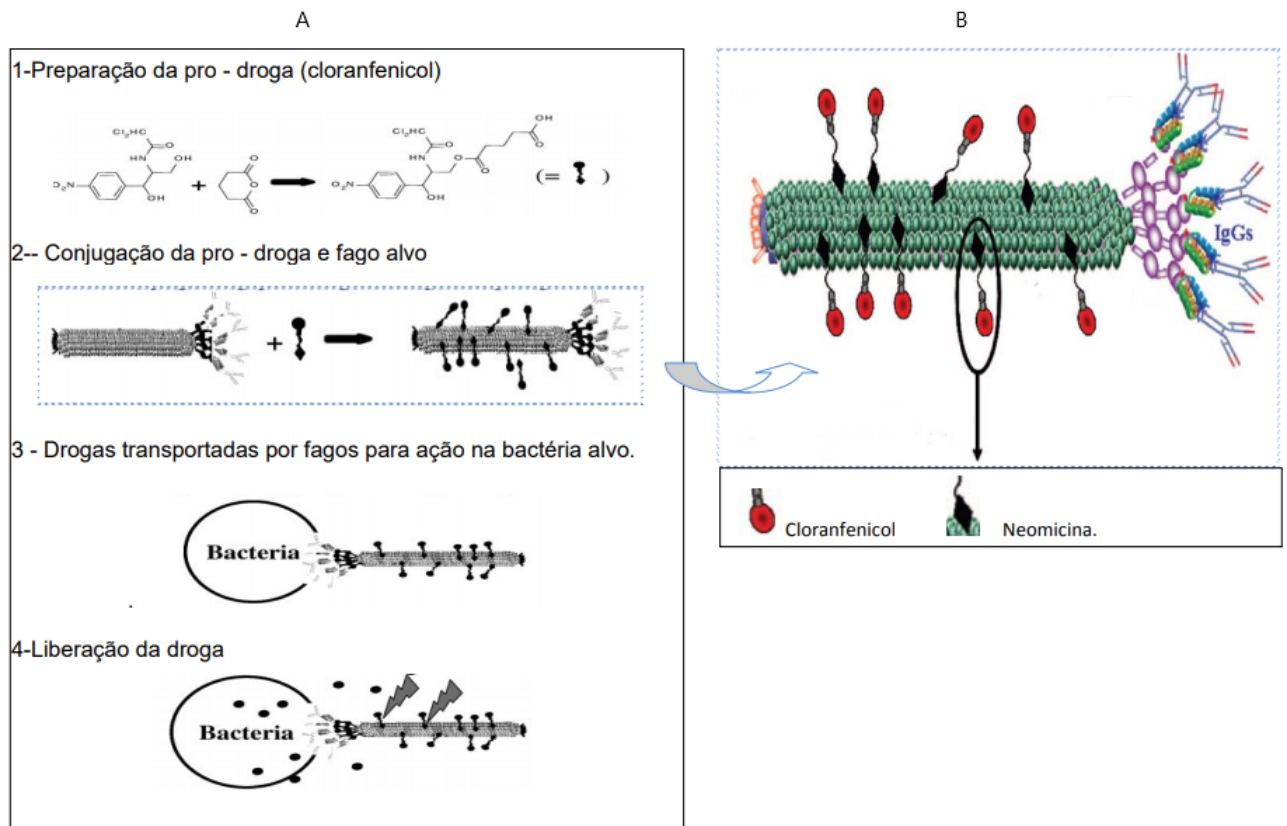 A
B
1-Preparação da pro - droga (cloranfenicol)
Cl₂HC
O
HN
OH
O₂N
OH
+
O
O
O
Cl₂HC
O
HN
O
O
O
OH
NO₂
OH
(= )
2-- Conjugação da pro - droga e fago alvo
+
3 - Drogas transportadas por fagos para ação na bactéria alvo.
Bacteria
.
4-Liberação da droga
Bacteria
IgGs
Cloranfenicol
Neomicina.